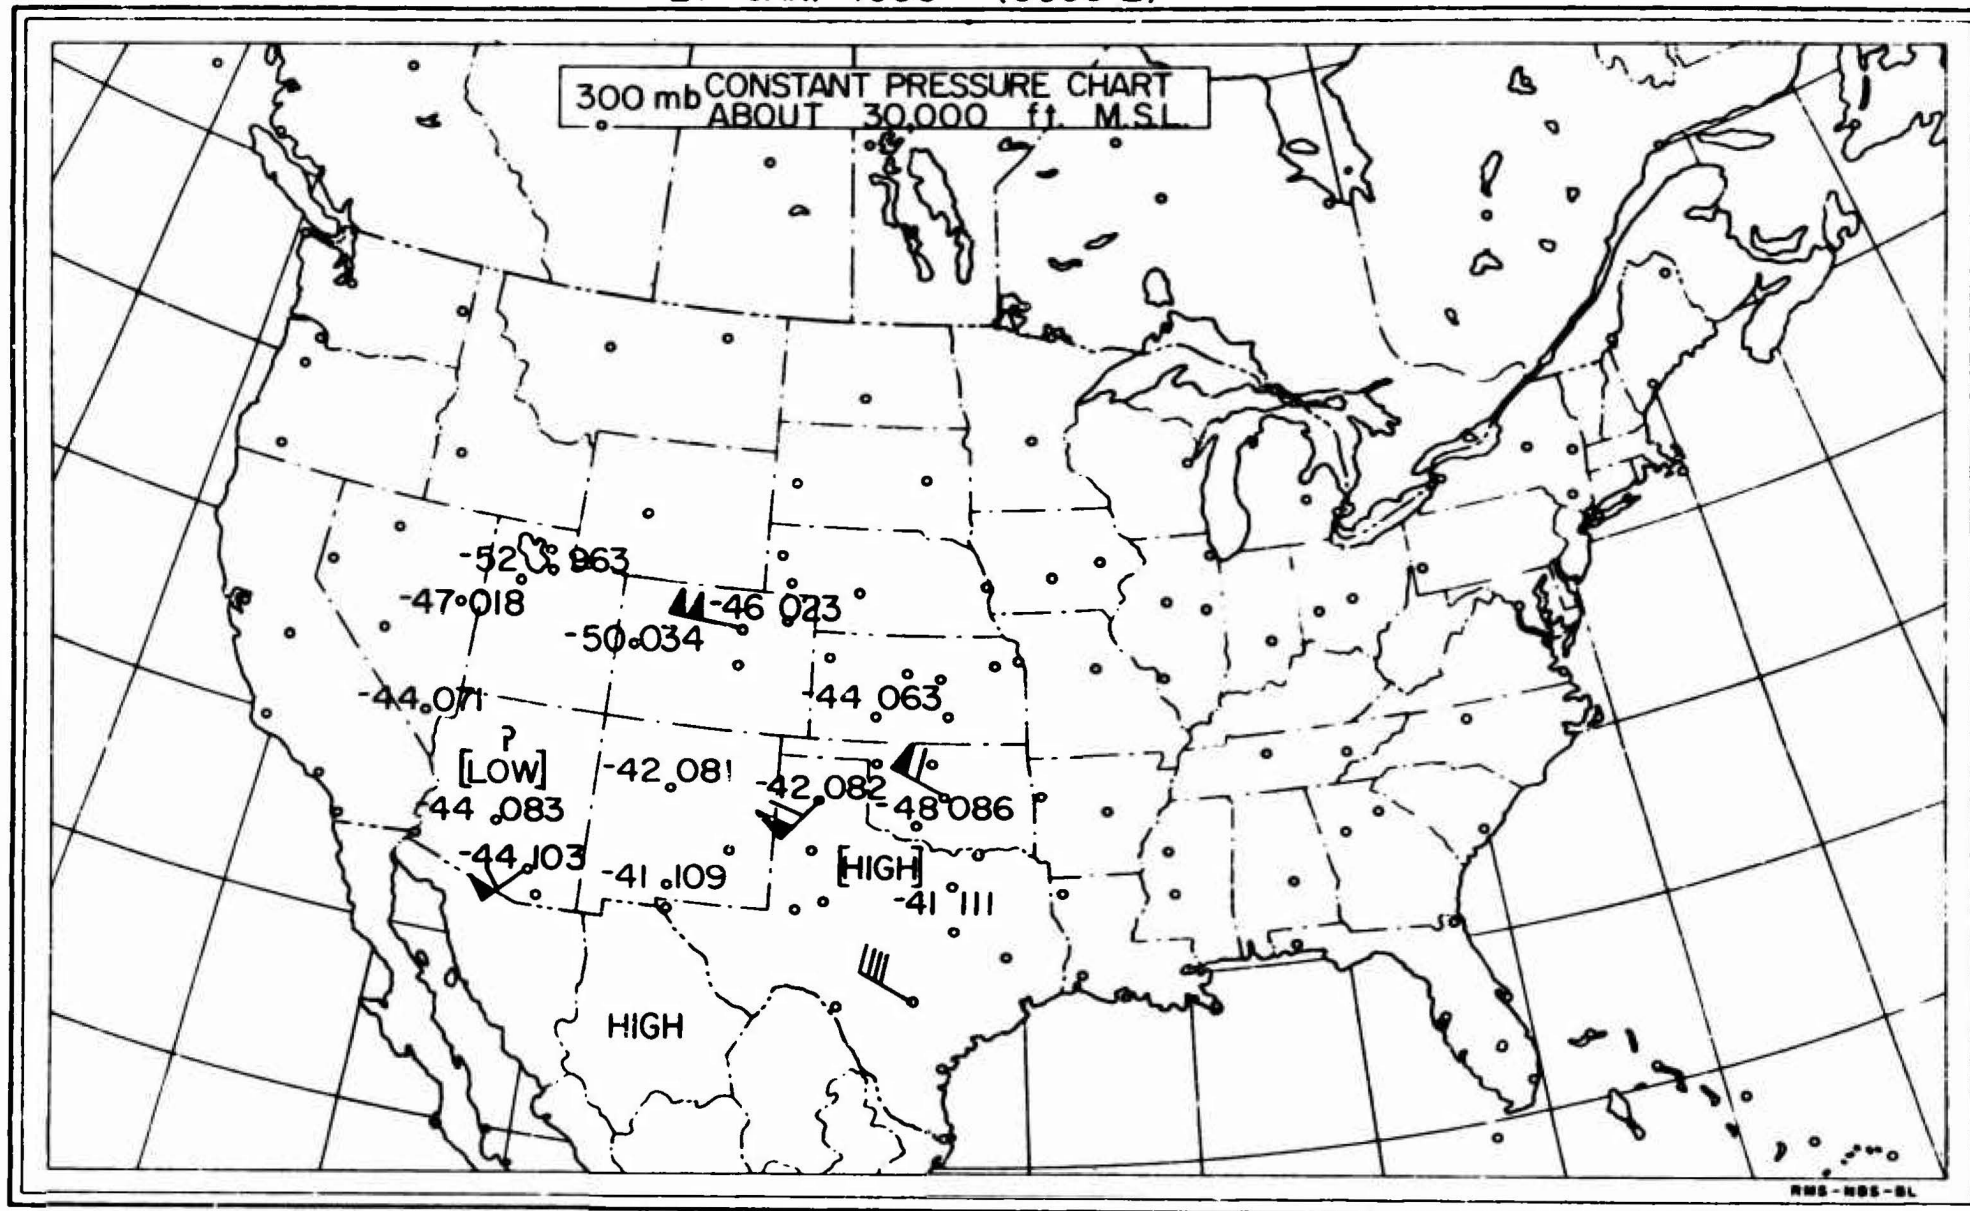 300 mb CONSTANT PRESSURE CHART
ABOUT 30,000 ft. M.S.L.
-52 963
-47 018
-46 023
-50 034
-44 071
-44 063
?
[LOW]
-42 081
-42 082
-44 083
-48 086
-44 103
-41 109
[HIGH]
-41 111
HIGH
RMS-NBS-BL